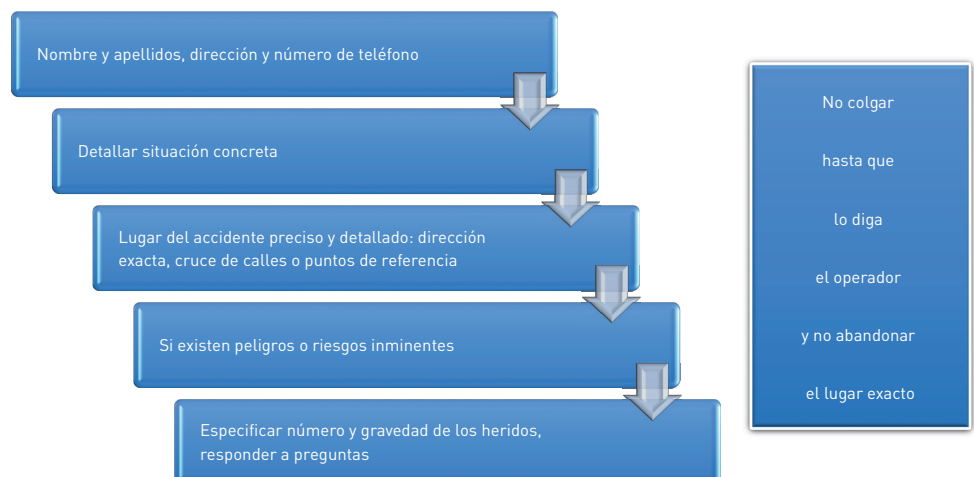 Nombre y apellidos, dirección y número de teléfono
Detallar situación concreta
Lugar del accidente preciso y detallado: dirección
exacta, cruce de calles o puntos de referencia
Si existen peligros o riesgos inminentes
Especificar número y gravedad de los heridos,
responder a preguntas
No colgar
hasta que
lo diga
el operador
y no abandonar
el lugar exacto